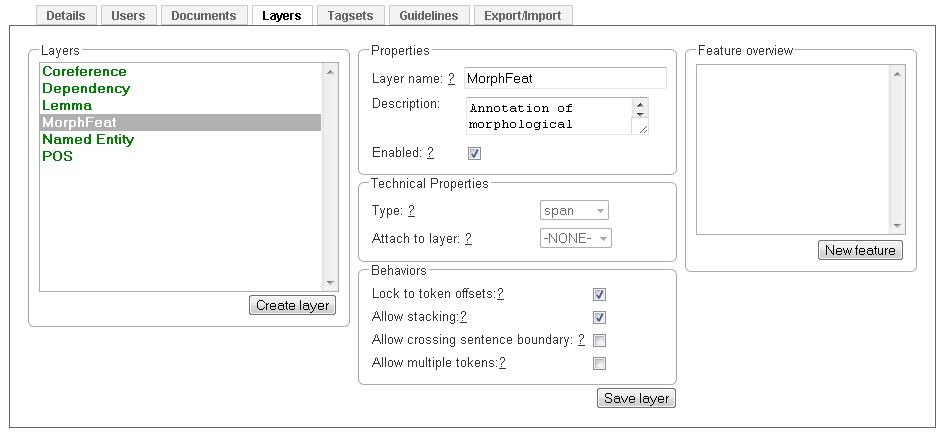 Details Users Documents Layers Tagsets Guidelines Export/Import
Layers
Coreference
Dependency
Lemma
MorphFeat
Named Entity
POS
Create layer
Properties
Layer name: ? MorphFeat
Description: Annotation of
morphological
Enabled: ?
Technical Properties
Type: ? span
Attach to layer: ? -NONE-
Behaviors
Lock to token offsets:?
Allow stacking:?
Allow crossing sentence boundary: ?
Allow multiple tokens:?
Save layer
Feature overview
New feature